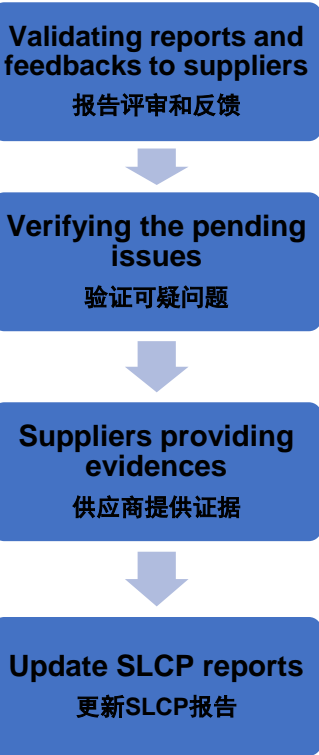 Validating reports and
feedbacks to suppliers
报告评审和反馈
Verifying the pending
issues
验证可疑问题
Suppliers providing
evidences
供应商提供证据
Update SLCP reports
更新SLCP报告